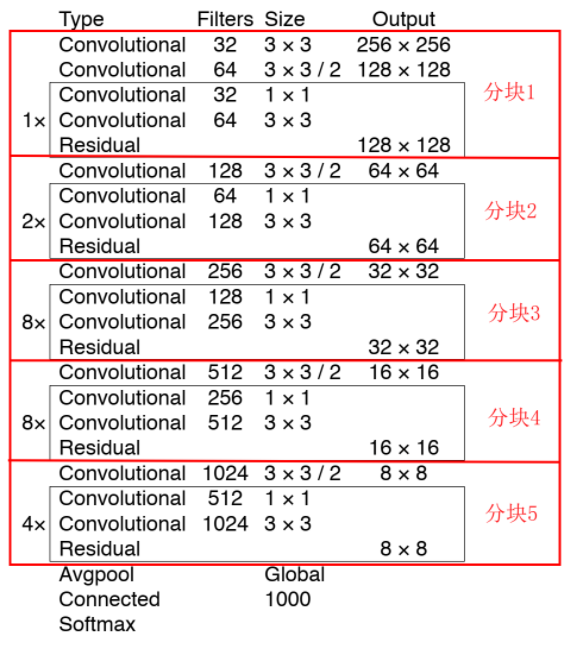 Type Filters Size Output
Convolutional 32 3 × 3 256 × 256
Convolutional 64 3 × 3 / 2 128 × 128
Convolutional 32 1 × 1 分块1
1× Convolutional 64 3 × 3
Residual 128 × 128
Convolutional 128 3 × 3 / 2 64 × 64
Convolutional 64 1 × 1 分块2
2× Convolutional 128 3 × 3
Residual 64 × 64
Convolutional 256 3 × 3 / 2 32 × 32
Convolutional 128 1 × 1 分块3
8× Convolutional 256 3 × 3
Residual 32 × 32
Convolutional 512 3 × 3 / 2 16 × 16
Convolutional 256 1 × 1
8× Convolutional 512 3 × 3 分块4
Residual 16 × 16
Convolutional 1024 3 × 3 / 2 8 × 8
Convolutional 512 1 × 1
4× Convolutional 1024 3 × 3 分块5
Residual 8 × 8
Avgpool Global
Connected 1000
Softmax